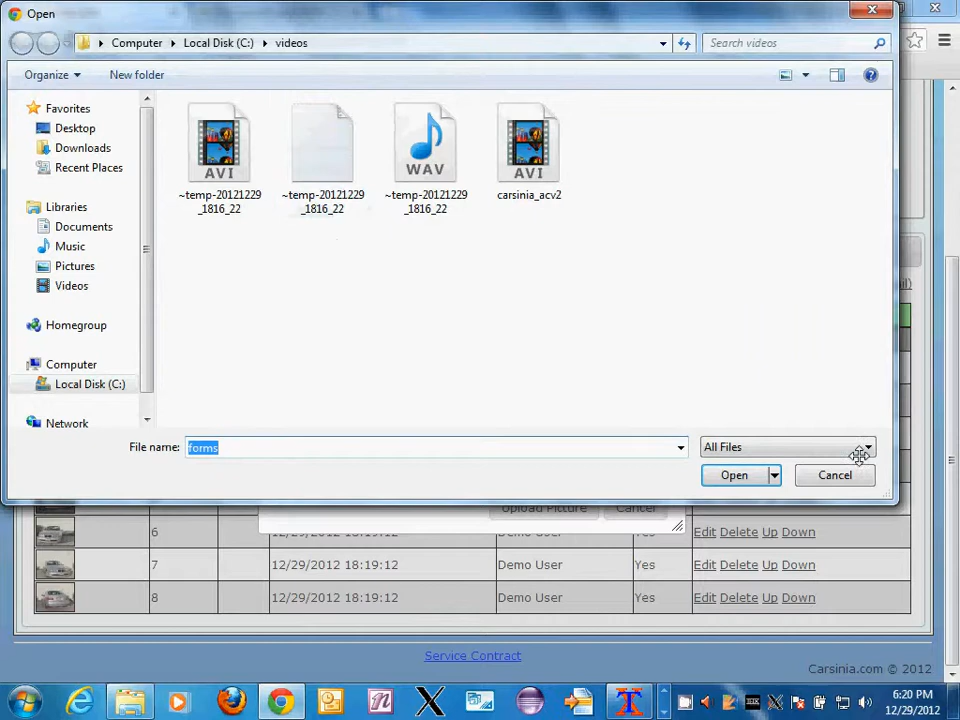 Open
Computer Local Disk (C:) videos
Search videos
Organize New folder
Favorites
Desktop
Downloads
Recent Places
Libraries
Documents
Music
Pictures
Videos
Homegroup
Computer
Local Disk (C:)
Network
AVI
~temp-20121229
_1816_22
~temp-20121229
_1816_22
WAV
~temp-20121229
_1816_22
AVI
carsinia_acv2
File name: forms All Files
Open Cancel
Upload Picture Cancel
6 12/29/2012 18:19:12 Demo User Yes Edit Delete Up Down
7 12/29/2012 18:19:12 Demo User Yes Edit Delete Up Down
8 12/29/2012 18:19:12 Demo User Yes Edit Delete Up Down
Service Contract
Carsinia.com © 2012
6:20 PM
12/29/2012